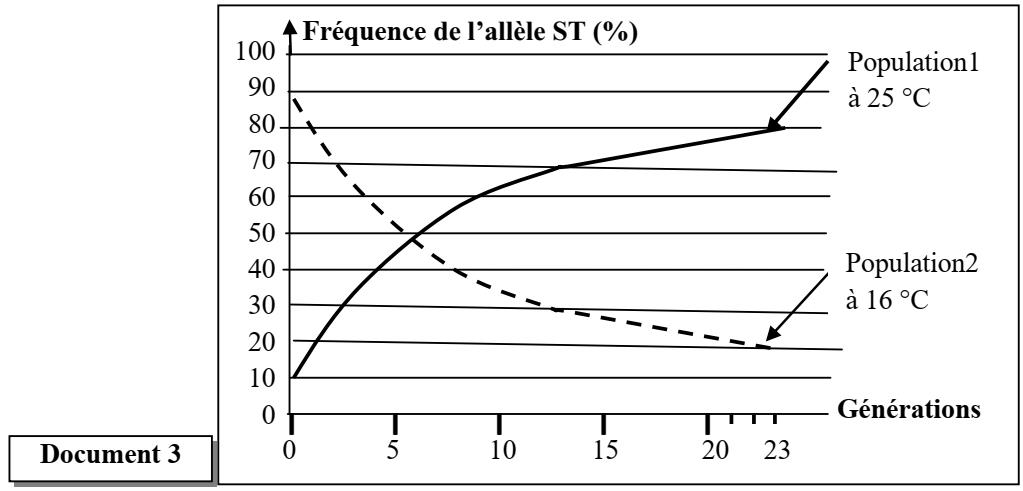 Fréquence de l'allèle ST (%)
100
90
80
70
60
50
40
30
20
10
0
Population1
à 25 °C
Population2
à 16 °C
Générations
0 5 10 15 20 23
Document 3